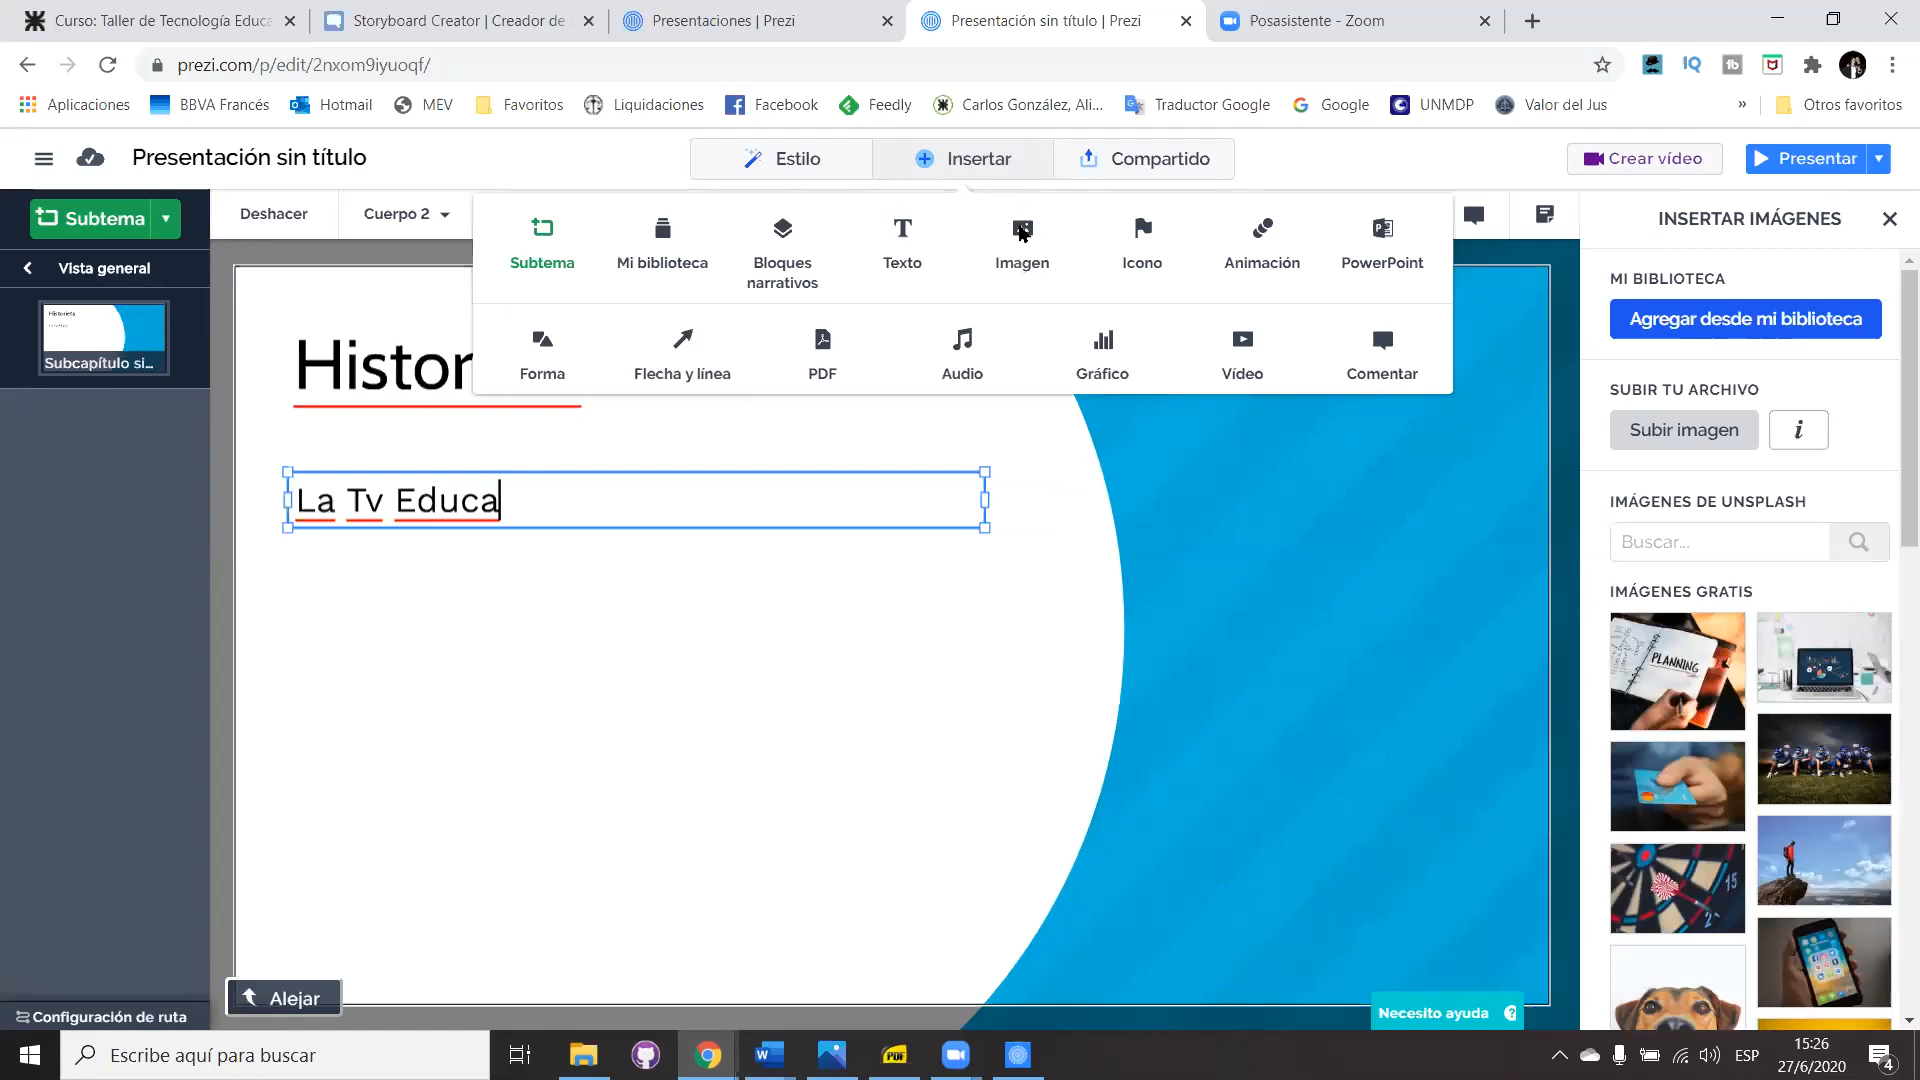 Curso: Taller de Tecnología Educa
Storyboard Creator | Creador de
Presentaciones | Prezi
Presentación sin título | Prezi
Posasistente - Zoom
prezi.com/p/edit/2nxom9iyuoqf/
Aplicaciones
BBVA Francés
Hotmail
MEV
Favoritos
Liquidaciones
Facebook
Feedly
Carlos González, Ali...
Traductor Google
Google
UNMDP
Valor del Jus
»
Otros favoritos
Presentación sin título
Estilo
Insertar
Compartido
Crear vídeo
Presentar
Subtema
Deshacer
Cuerpo 2
Subtema
Mi biblioteca
Bloques narrativos
Texto
Imagen
Icono
Animación
PowerPoint
Forma
Flecha y línea
PDF
Audio
Gráfico
Vídeo
Comentar
Vista general
Historieta
Subcapítulo si...
Histor
La Tv Educa
INSERTAR IMÁGENES
MI BIBLIOTECA
Agregar desde mi biblioteca
SUBIR TU ARCHIVO
Subir imagen
i
IMÁGENES DE UNSPLASH
Buscar...
IMÁGENES GRATIS
PLANNING
15
Alejar
Configuración de ruta
Necesito ayuda ?
Escribe aquí para buscar
ESP
15:26
27/6/2020
4